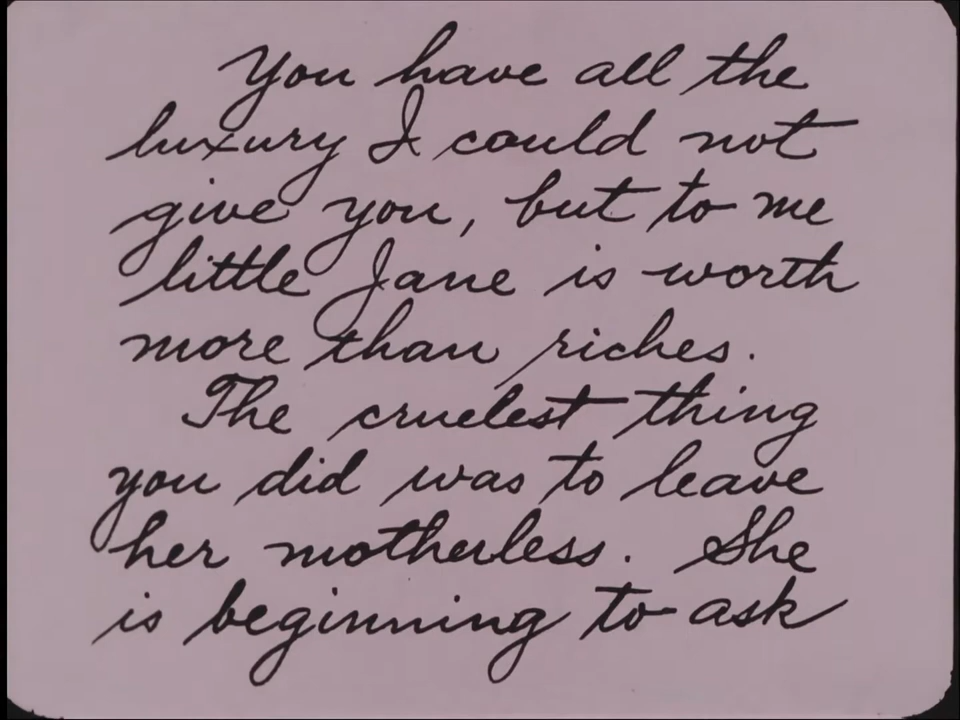 You have all the
luxury I could not
give you, but to me
little Jane is worth
more than riches.
The cruelest thing
you did was to leave
her motherless. She
is beginning to ask